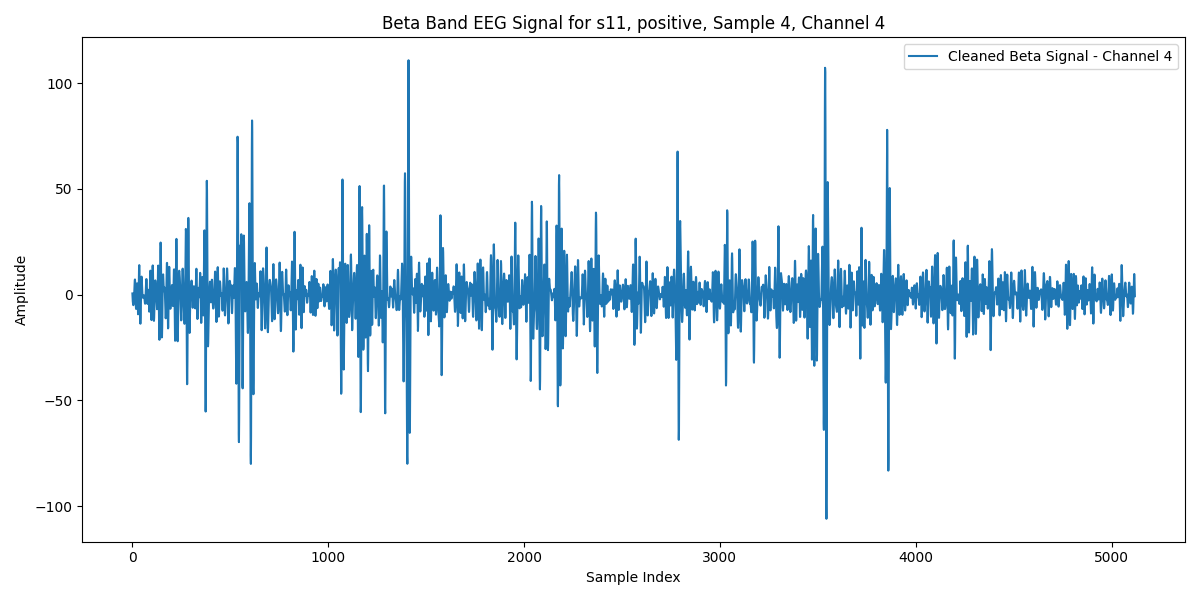 Beta Band EEG Signal for s11, positive, Sample 4, Channel 4
Cleaned Beta Signal - Channel 4
Amplitude
100
50
0
−50
−100
0 1000 2000 3000 4000 5000
Sample Index